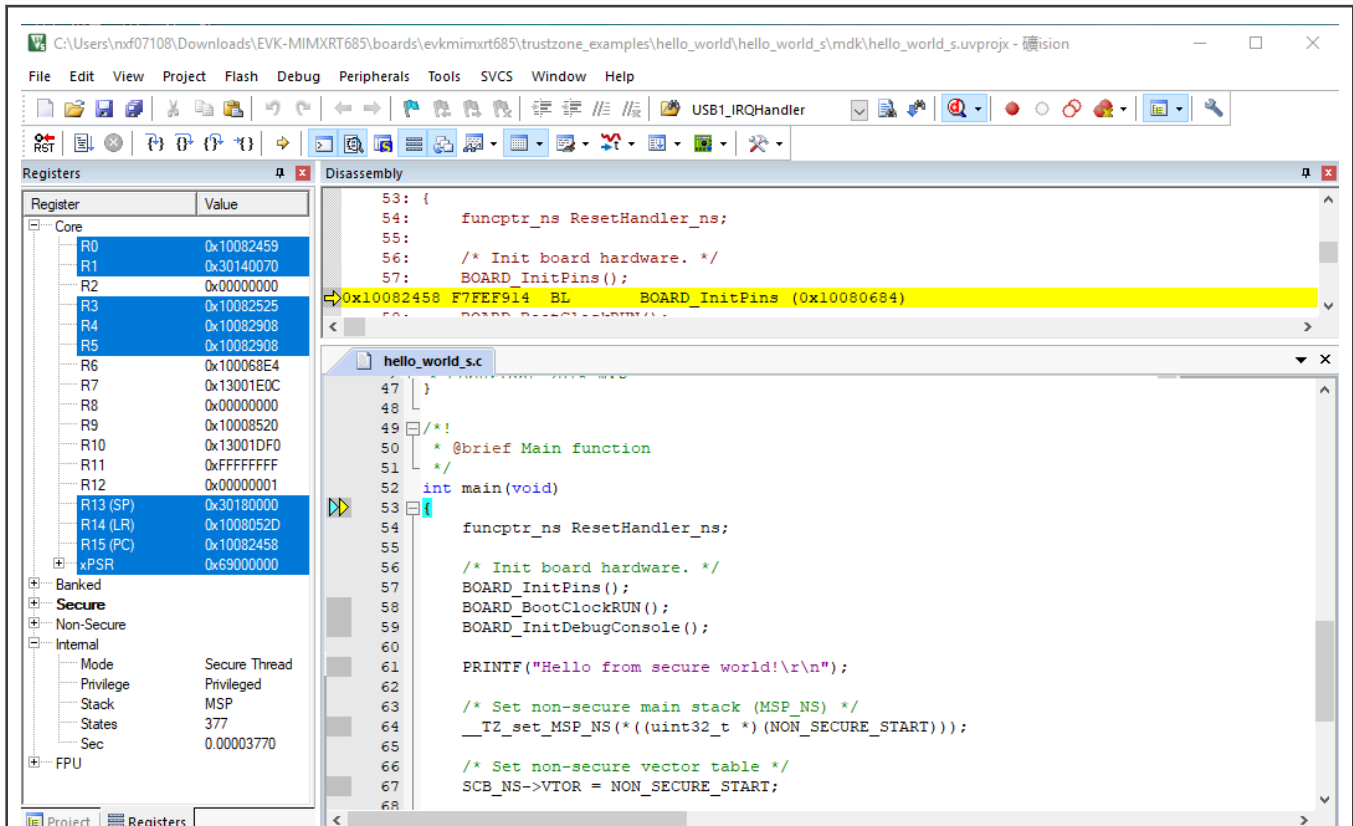 C:\Users\nxf07108\Downloads\EVK-MIMXRT685\boards\evkmimxrt685\trustzone_examples\hello_world\hello_world_s\mdk\hello_world_s.uvprojx - 礦ision
File Edit View Project Flash Debug Peripherals Tools SVCS Window Help
USB1_IRQHandler
RST
Registers
Register Value
Core
R0 0x10082459
R1 0x30140070
R2 0x00000000
R3 0x10082525
R4 0x10082908
R5 0x10082908
R6 0x100068E4
R7 0x13001E0C
R8 0x00000000
R9 0x10008520
R10 0x13001DF0
R11 0xFFFFFFFF
R12 0x00000001
R13 (SP) 0x30180000
R14 (LR) 0x1008052D
R15 (PC) 0x10082458
xPSR 0x69000000
Banked
Secure
Non-Secure
Internal
Mode Secure Thread
Privilege Privileged
Stack MSP
States 377
Sec 0.00003770
FPU
Project Registers
Disassembly
53: {
54: funcptr_ns ResetHandler_ns;
55:
56: /* Init board hardware. */
57: BOARD_InitPins();
0x10082458 F7FEF914 BL BOARD_InitPins (0x10080684)
hello_world_s.c
47 }
48
49 /*!
50 * @brief Main function
51 */
52 int main(void)
53 {
54 funcptr_ns ResetHandler_ns;
55
56 /* Init board hardware. */
57 BOARD_InitPins();
58 BOARD_BootClockRUN();
59 BOARD_InitDebugConsole();
60
61 PRINTF("Hello from secure world!\r\n");
62
63 /* Set non-secure main stack (MSP_NS) */
64 __TZ_set_MSP_NS(*((uint32_t *)(NON_SECURE_START)));
65
66 /* Set non-secure vector table */
67 SCB_NS->VTOR = NON_SECURE_START;
68